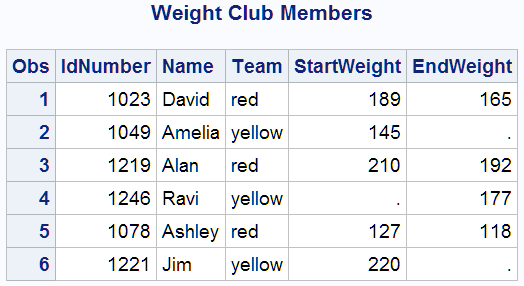 Weight Club Members
Obs IdNumber Name Team StartWeight EndWeight
1 1023 David red 189 165
2 1049 Amelia yellow 145 .
3 1219 Alan red 210 192
4 1246 Ravi yellow . 177
5 1078 Ashley red 127 118
6 1221 Jim yellow 220 .